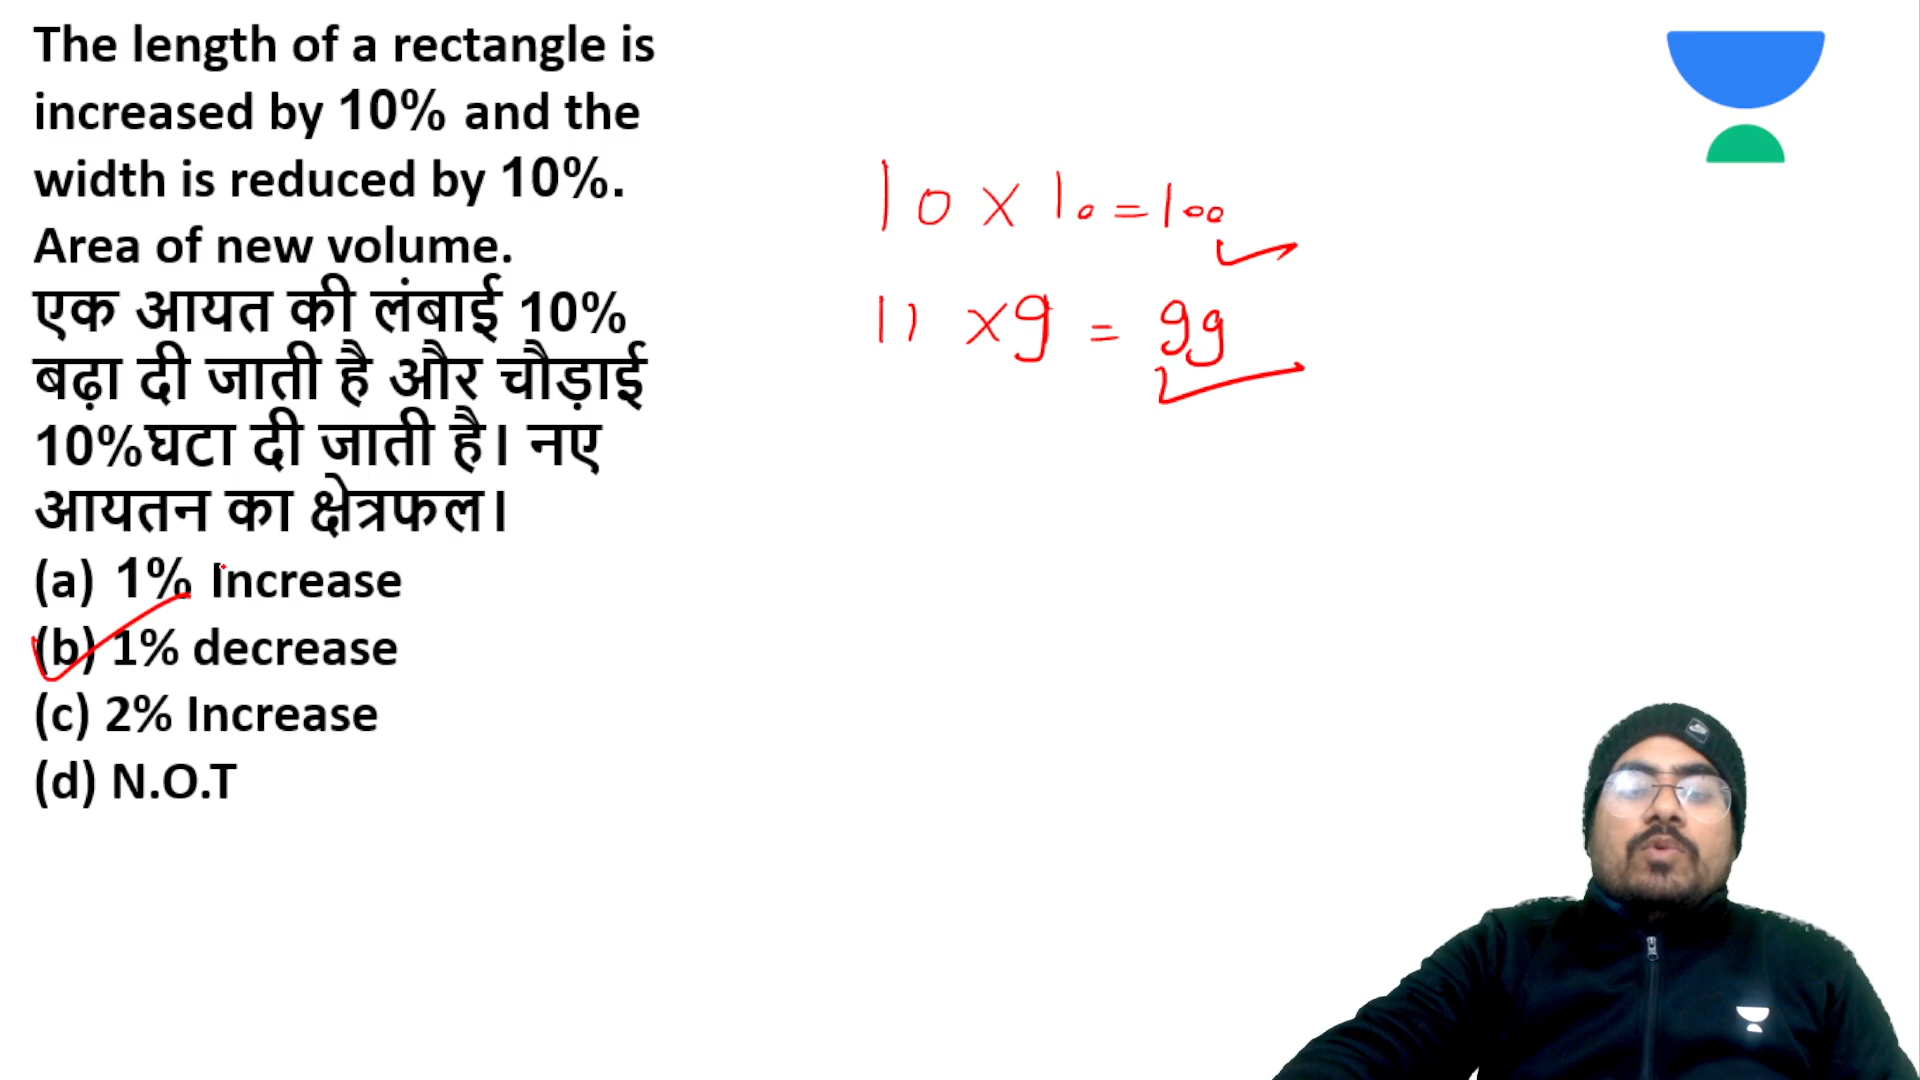 The length of a rectangle is
increased by 10% and the
width is reduced by 10%.
Area of new volume.
एक आयत की लंबाई 10%
बढ़ा दी जाती है और चौड़ाई
10%घटा दी जाती है। नए
आयतन का क्षेत्रफल।
(a) 1% Increase
(b) 1% decrease
(c) 2% Increase
(d) N.O.T
10 × 10 = 100
11 × 9 = 99